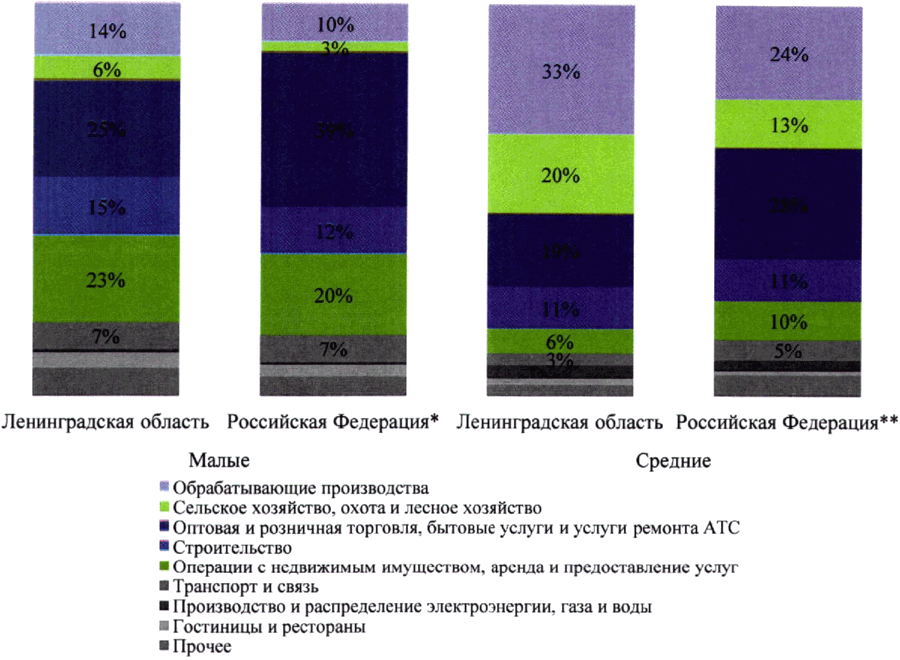 14%
6%
25%
15%
23%
7%
10%
3%
39%
12%
20%
7%
33%
20%
19%
11%
6%
3%
24%
13%
28%
11%
10%
5%
Ленинградская область Российская Федерация* Ленинградская область Российская Федерация**
Малые Средние
Обрабатывающие производства
Сельское хозяйство, охота и лесное хозяйство
Оптовая и розничная торговля, бытовые услуги и услуги ремонта АТС
Строительство
Операции с недвижимым имуществом, аренда и предоставление услуг
Транспорт и связь
Производство и распределение электроэнергии, газа и воды
Гостиницы и рестораны
Прочее